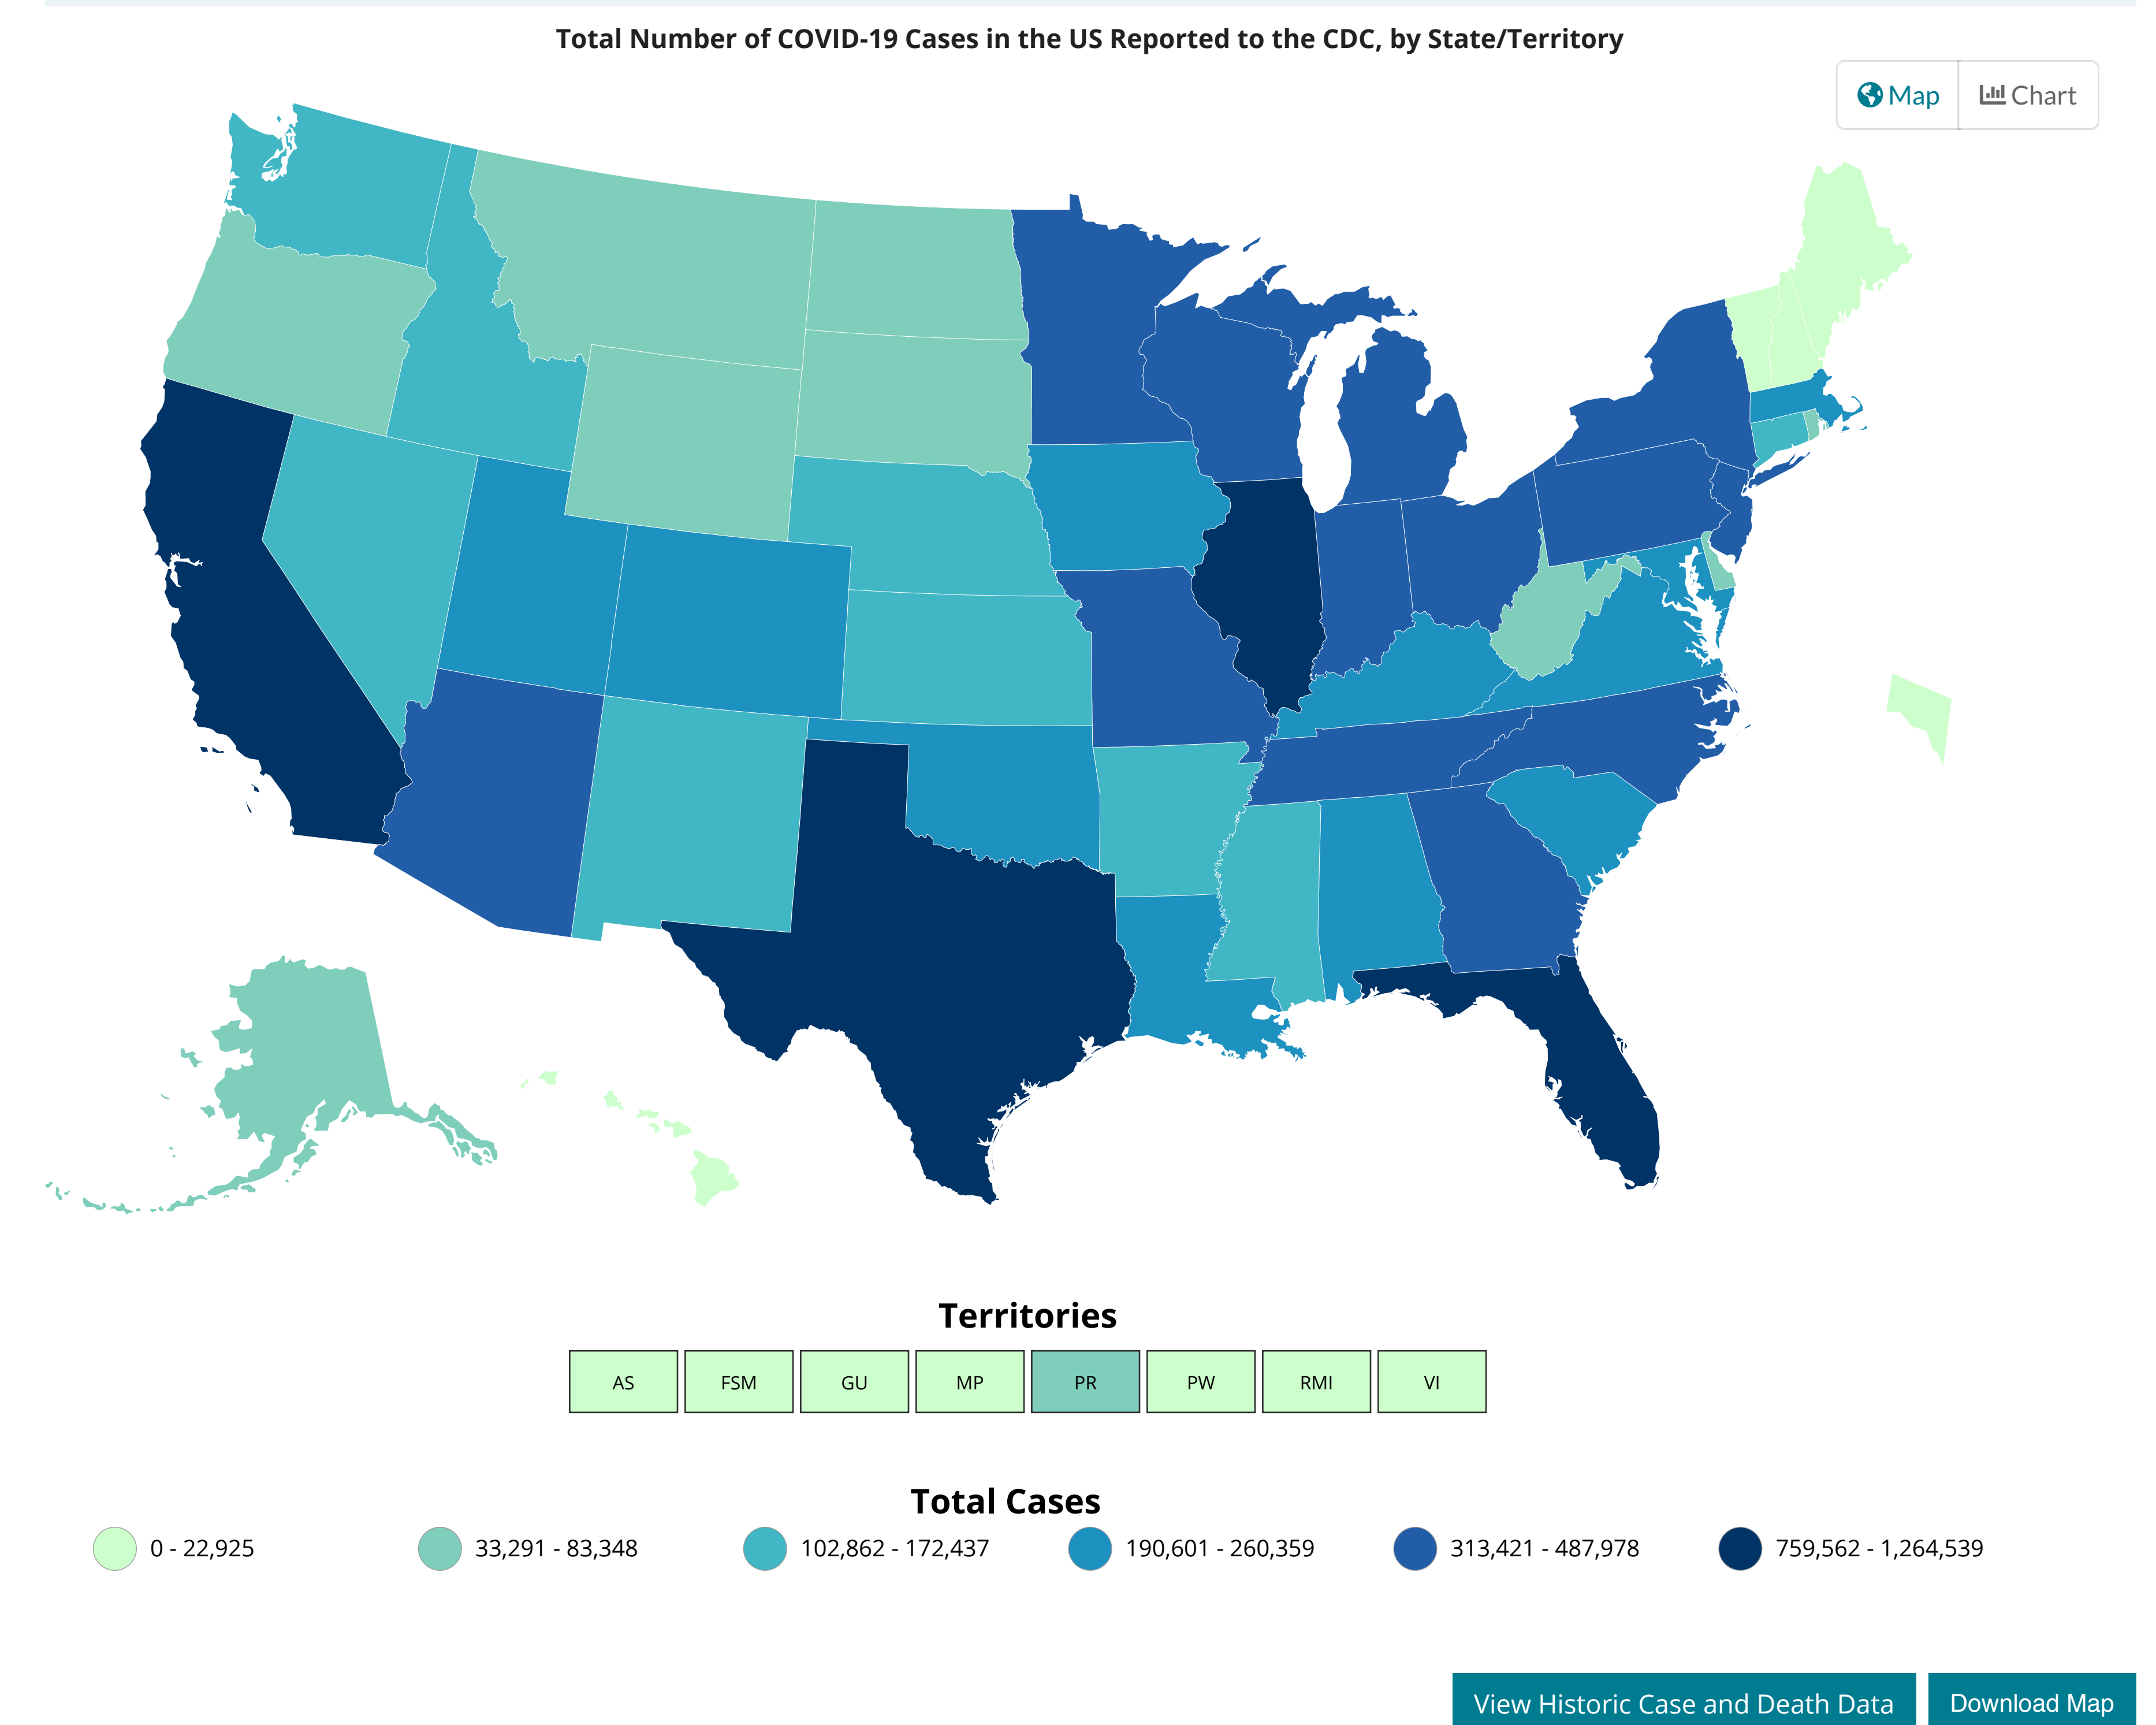 Total Number of COVID-19 Cases in the US Reported to the CDC, by State/Territory
Map
Chart
Territories
AS
FSM
GU
MP
PR
PW
RMI
VI
Total Cases
0 - 22,925
33,291 - 83,348
102,862 - 172,437
190,601 - 260,359
313,421 - 487,978
759,562 - 1,264,539
View Historic Case and Death Data
Download Map